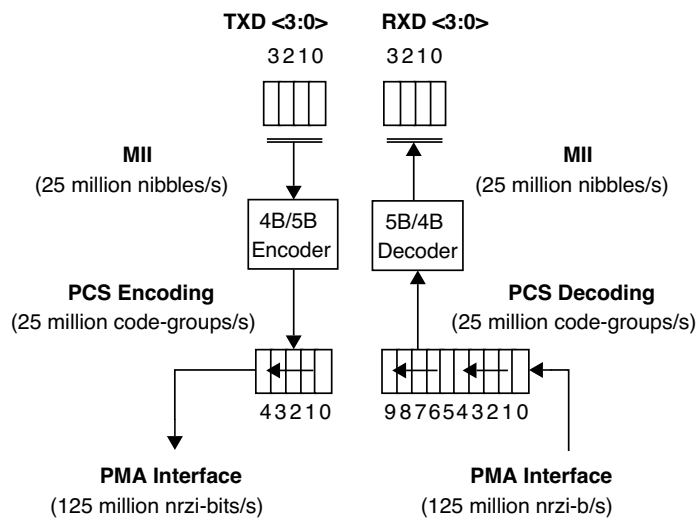 TXD <3:0> RXD <3:0>
3210 3210
MII MII
(25 million nibbles/s) (25 million nibbles/s)
4B/5B 5B/4B
Encoder Decoder
PCS Encoding PCS Decoding
(25 million code-groups/s) (25 million code-groups/s)
43210 9876543210
PMA Interface PMA Interface
(125 million nrzi-bits/s) (125 million nrzi-b/s)